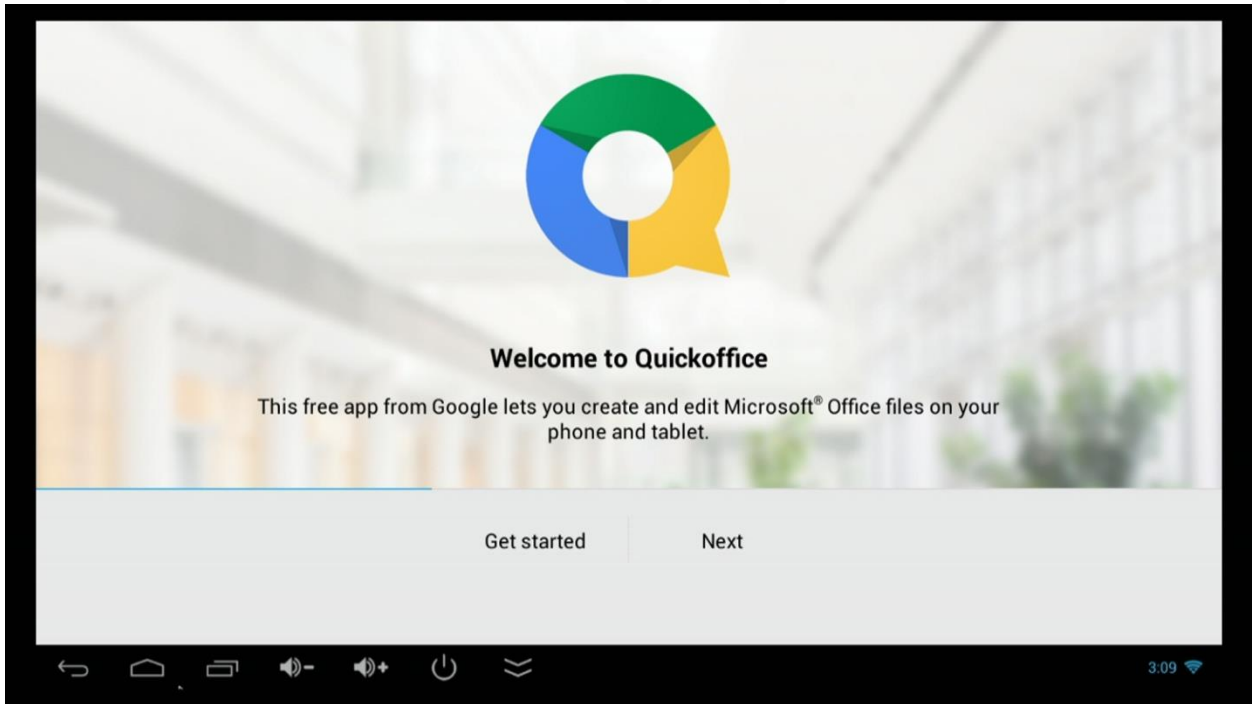 Welcome to Quickoffice
This free app from Google lets you create and edit Microsoft® Office files on your
phone and tablet.
Get started
Next
3:09